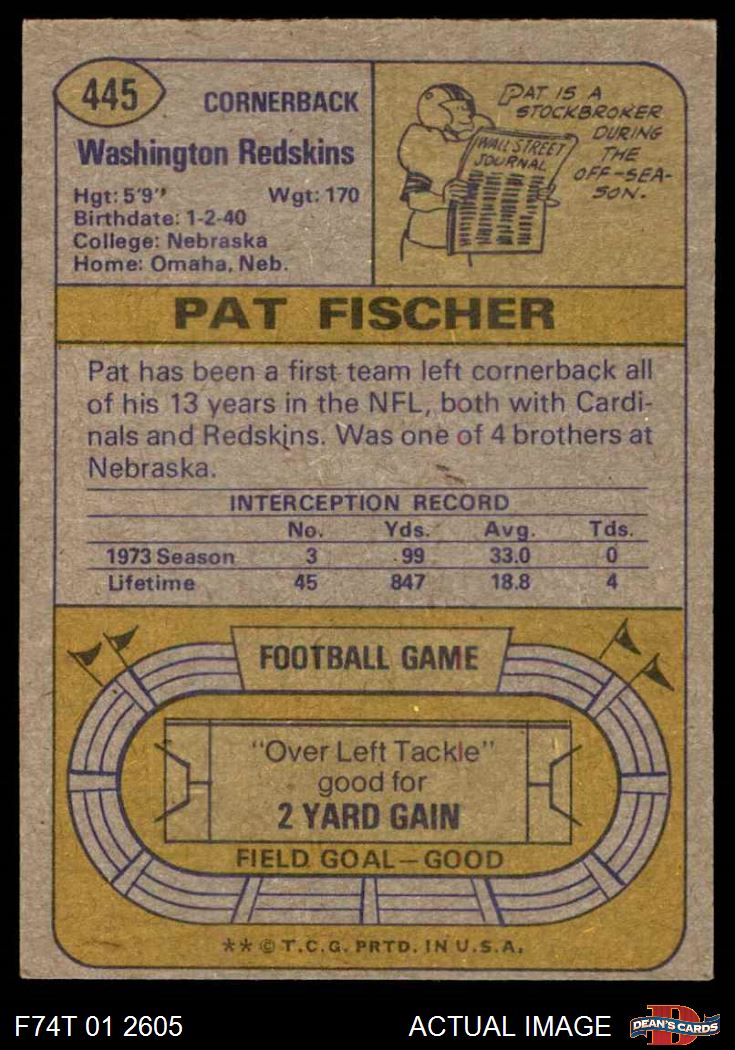 445
CORNERBACK
Washington Redskins
Hgt: 5'9" Wgt: 170
Birthdate: 1-2-40
College: Nebraska
Home: Omaha, Neb.
PAT IS A
STOCKBROKER
DURING
THE
OFF-SEA-
SON.
WALL STREET
JOURNAL
PAT FISCHER
Pat has been a first team left cornerback all
of his 13 years in the NFL, both with Cardi-
nals and Redskins. Was one of 4 brothers at
Nebraska.
INTERCEPTION RECORD
No. Yds. Avg. Tds.
1973 Season 3 99 33.0 0
Lifetime 45 847 18.8 4
FOOTBALL GAME
"Over Left Tackle"
good for
2 YARD GAIN
FIELD GOAL—GOOD
** © T.C.G. PRTD. IN U.S.A.
F74T 01 2605 ACTUAL IMAGE
DEAN'S CARDS